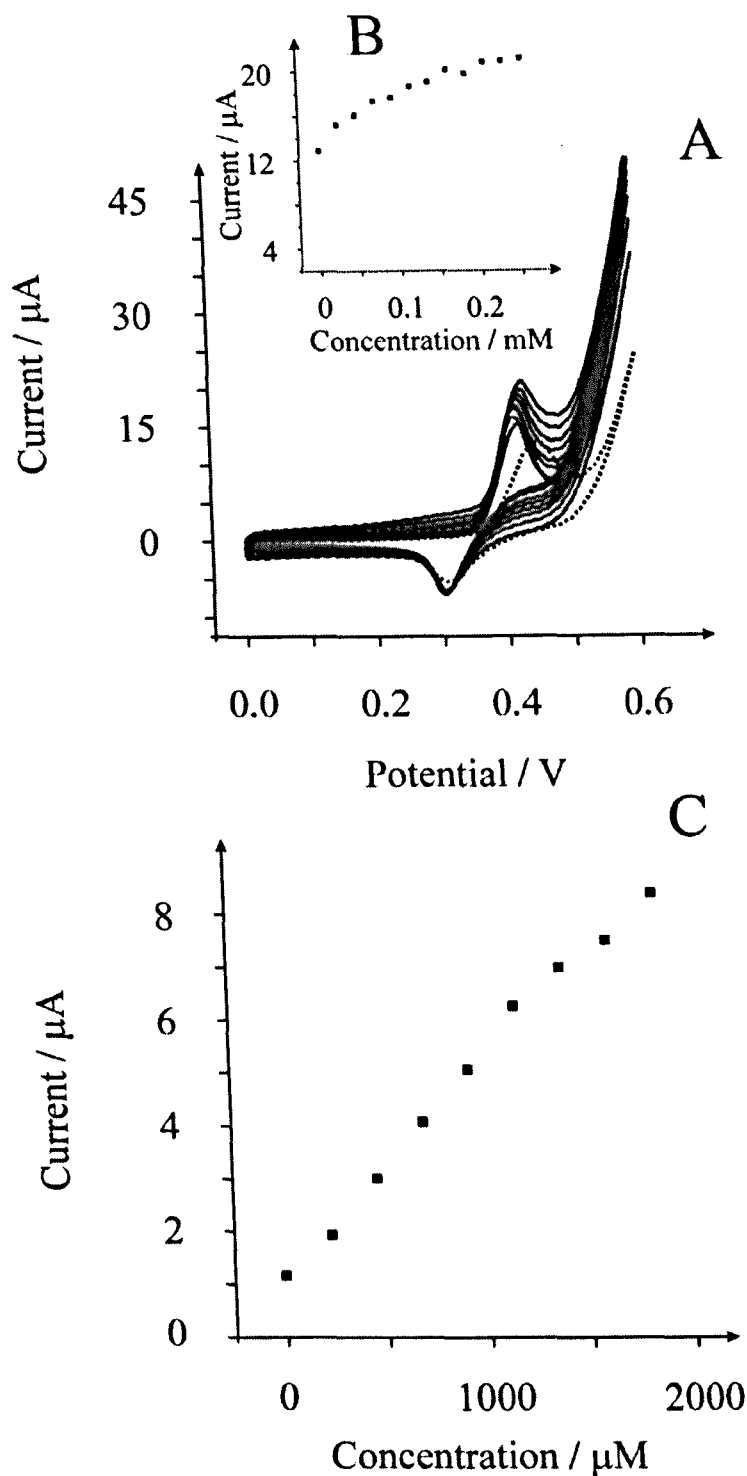 B
20
12
4
Current / µA
0 0.1 0.2
Concentration / mM
A
45
30
15
0
Current / µA
0.0 0.2 0.4 0.6
Potential / V
C
8
6
4
2
0
Current / µA
0 1000 2000
Concentration / µM